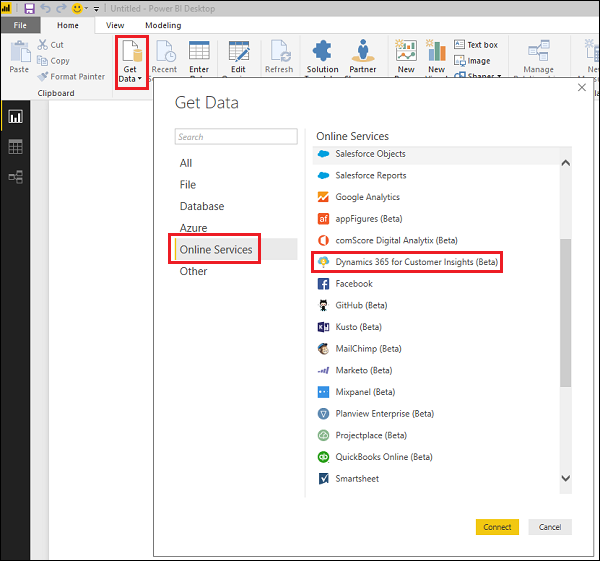 Untitled - Power BI Desktop
File Home View Modeling
Cut
Copy
Format Painter
Paste
Clipboard
Get Data
Recent
Enter
Edit
Refresh
Solution
Partner
New
New
Text box
Image
Shapes
Manage
New
Get Data
Search
All
File
Database
Azure
Online Services
Other
Online Services
Salesforce Objects
Salesforce Reports
Google Analytics
appFigures (Beta)
comScore Digital Analytix (Beta)
Dynamics 365 for Customer Insights (Beta)
Facebook
GitHub (Beta)
Kusto (Beta)
MailChimp (Beta)
Marketo (Beta)
Mixpanel (Beta)
Planview Enterprise (Beta)
Projectplace (Beta)
QuickBooks Online (Beta)
Smartsheet
Connect Cancel